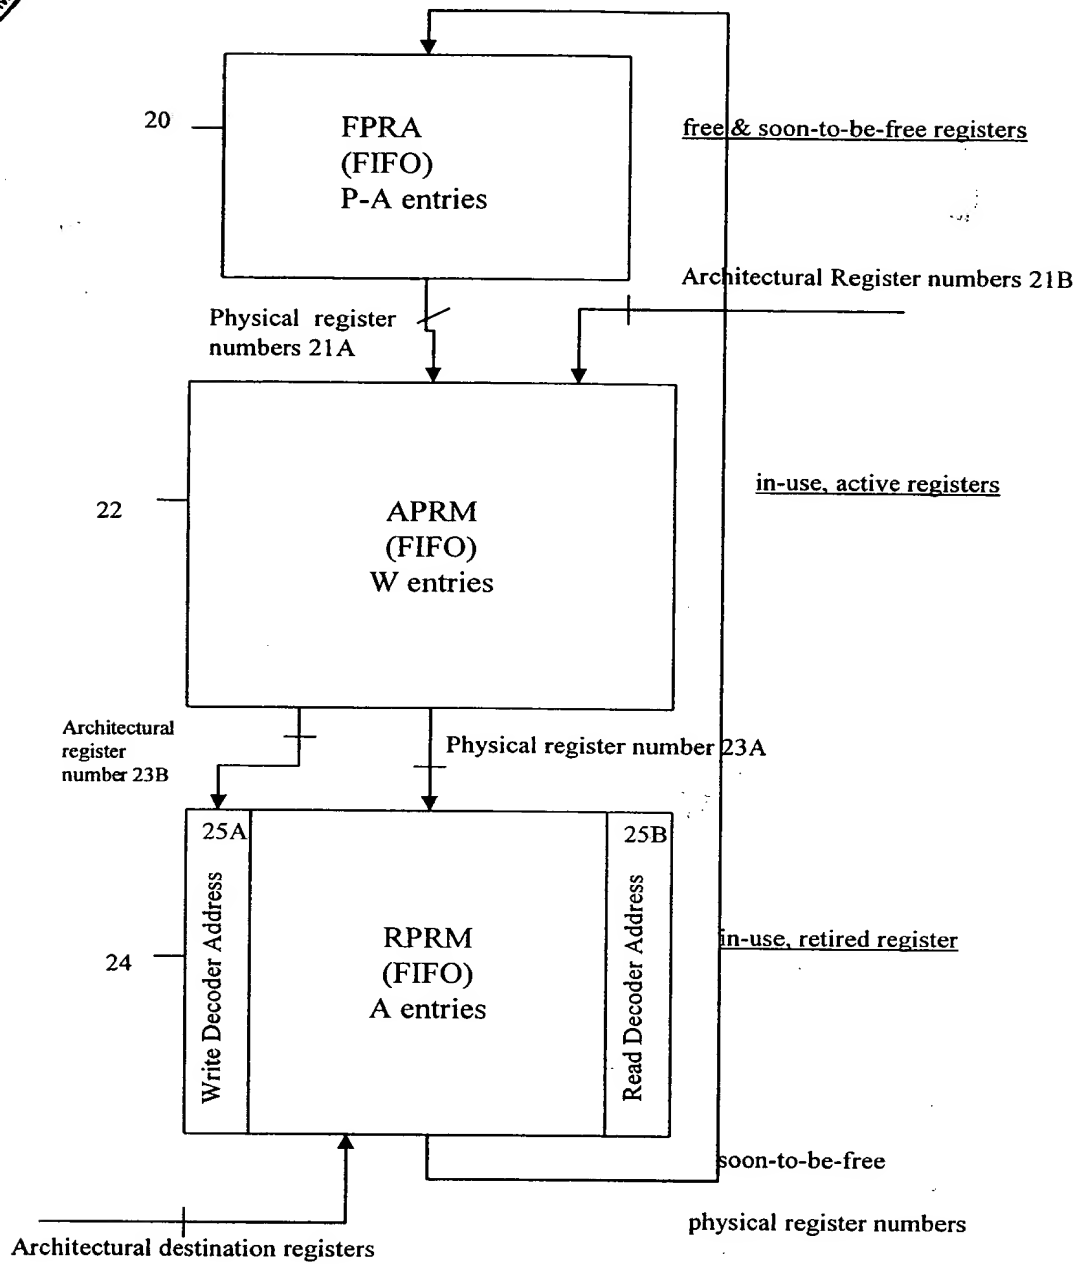 20
FPRA
(FIFO)
P-A entries
free & soon-to-be-free registers
Architectural Register numbers 21B
Physical register
numbers 21A
22
APRM
(FIFO)
W entries
in-use, active registers
Architectural
register
number 23B
Physical register number 23A
25A
Write Decoder Address
24
RPRM
(FIFO)
A entries
25B
Read Decoder Address
in-use, retired register
soon-to-be-free
physical register numbers
Architectural destination registers